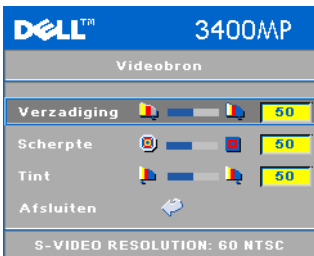 DELL™ 3400MP
Videobron
Verzadiging 50
Scherpte 50
Tint 50
Afsluiten
S-VIDEO RESOLUTION: 60 NTSC